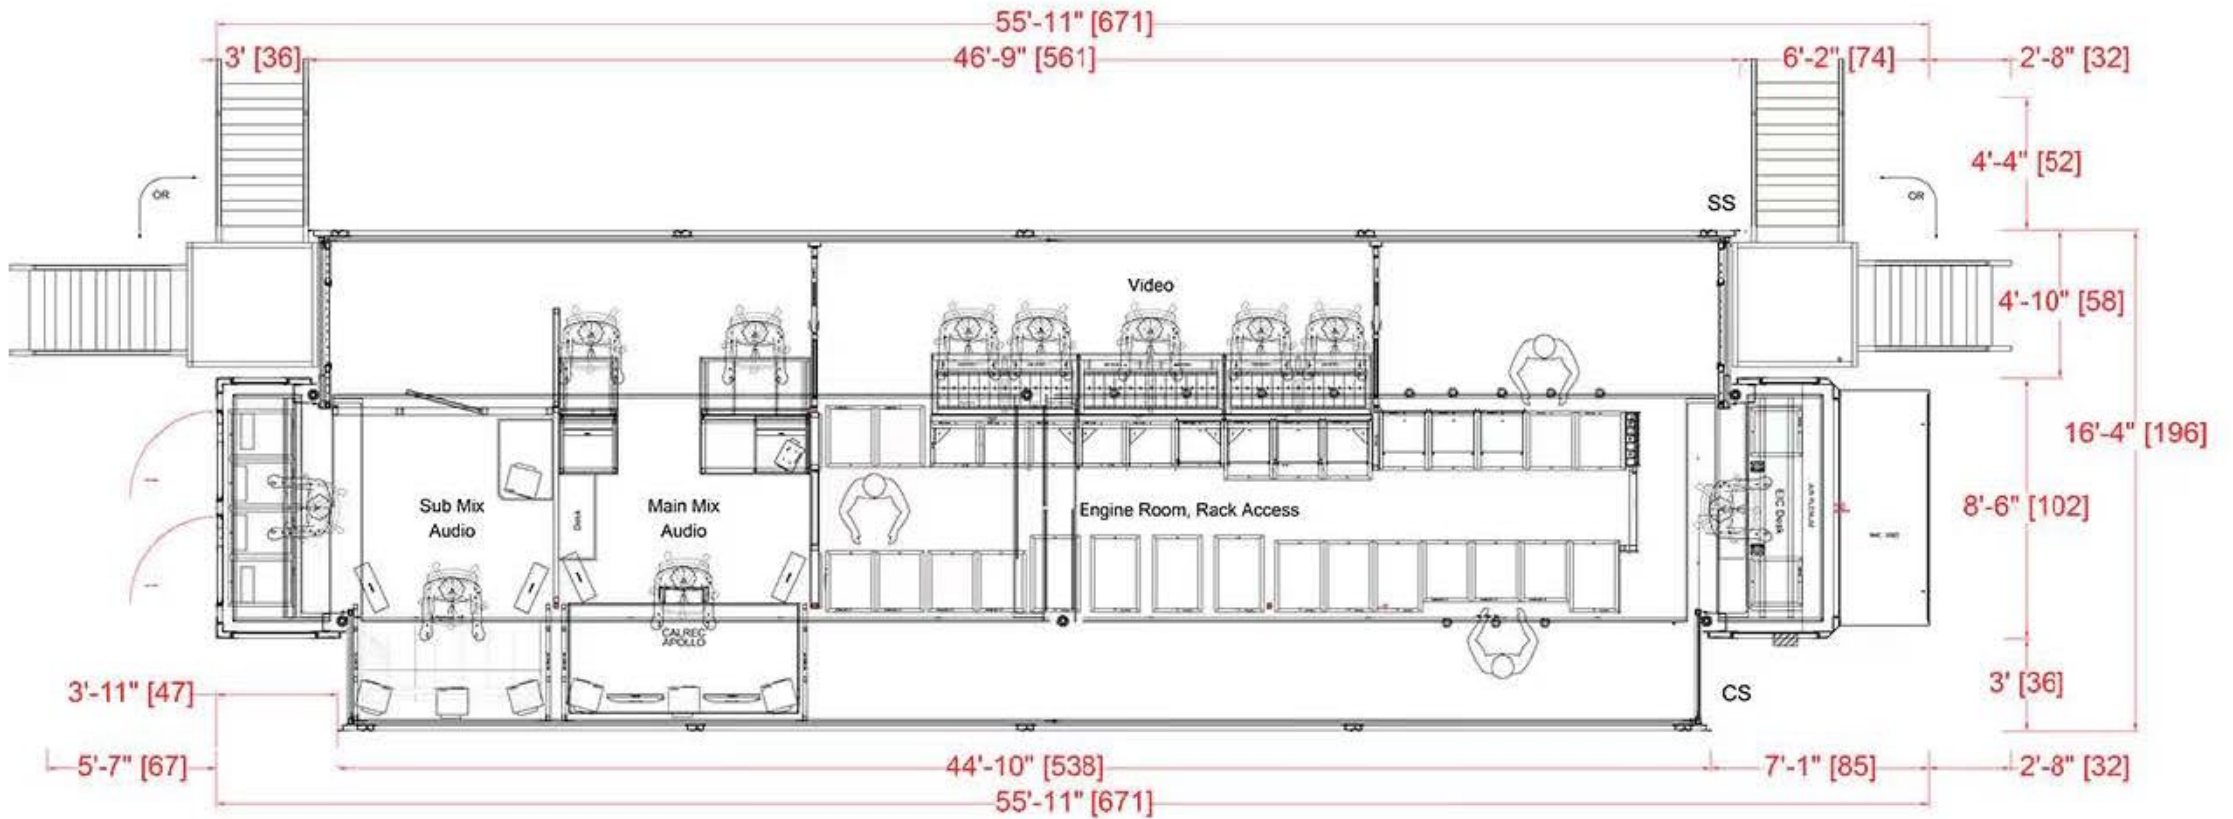 55'-11" [671]
3' [36]
46'-9" [561]
6'-2" [74]
2'-8" [32]
4'-4" [52]
OR
OR
SS
Video
4'-10" [58]
16'-4" [196]
Sub Mix
Audio
Desk
Main Mix
Audio
Engine Room, Rack Access
EIC Desk
AIR PLENUM
8'-6" [102]
CALREC
APOLLO
3'-11" [47]
CS
3' [36]
5'-7" [67]
44'-10" [538]
7'-1" [85]
2'-8" [32]
55'-11" [671]